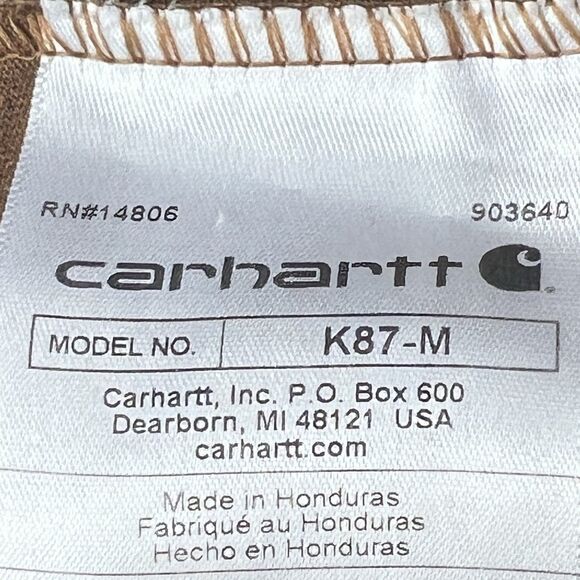 RN#14806 903640
carhartt
MODEL NO. K87-M
Carhartt, Inc. P.O. Box 600
Dearborn, MI 48121 USA
carhartt.com
Made in Honduras
Fabriqué au Honduras
Hecho en Honduras